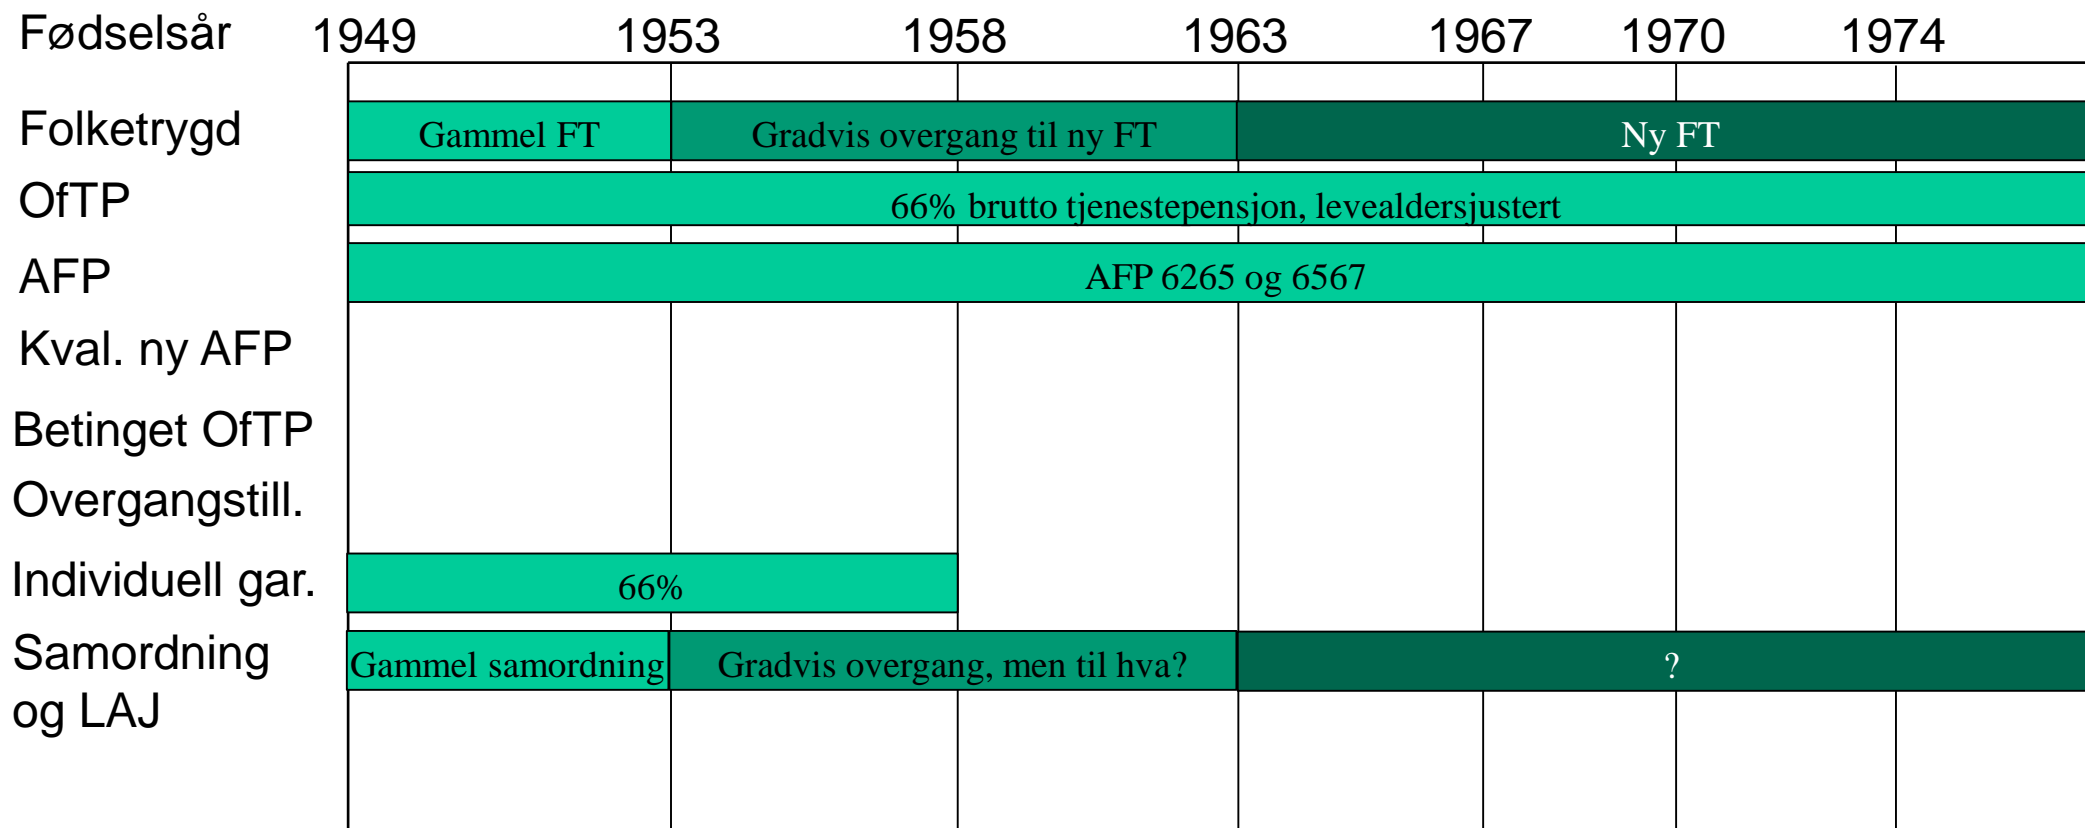 Fødselsår 1949 1953 1958 1963 1967 1970 1974
Folketrygd Gammel FT Gradvis overgang til ny FT Ny FT
OfTP 66% brutto tjenestepensjon, levealdersjustert
AFP AFP 6265 og 6567
Kval. ny AFP
Betinget OfTP
Overgangstill.
Individuell gar. 66%
Samordning Gammel samordning Gradvis overgang, men til hva? ?
og LAJ